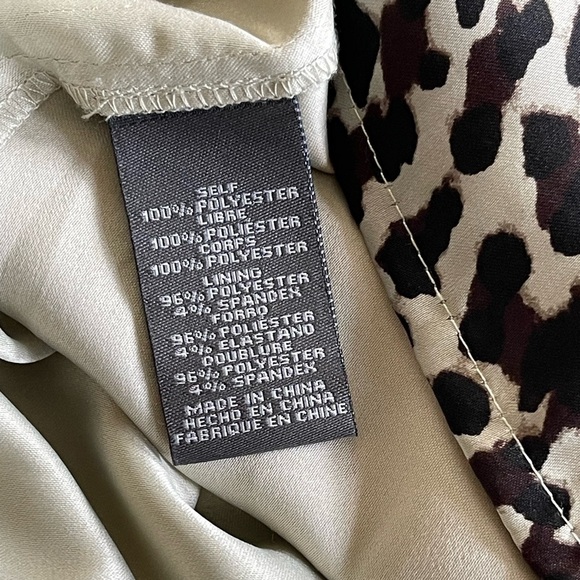 SELF
100% POLYESTER
LIBRE
100% POLIESTER
CORPS
100% POLYESTER
LINING
96% POLYESTER
4% SPANDEX
FORRO
96% POLIESTER
4% ELASTANO
DOUBLURE
96% POLYESTER
4% SPANDEX
MADE IN CHINA
HECHO EN CHINA
FABRIQUE EN CHINE